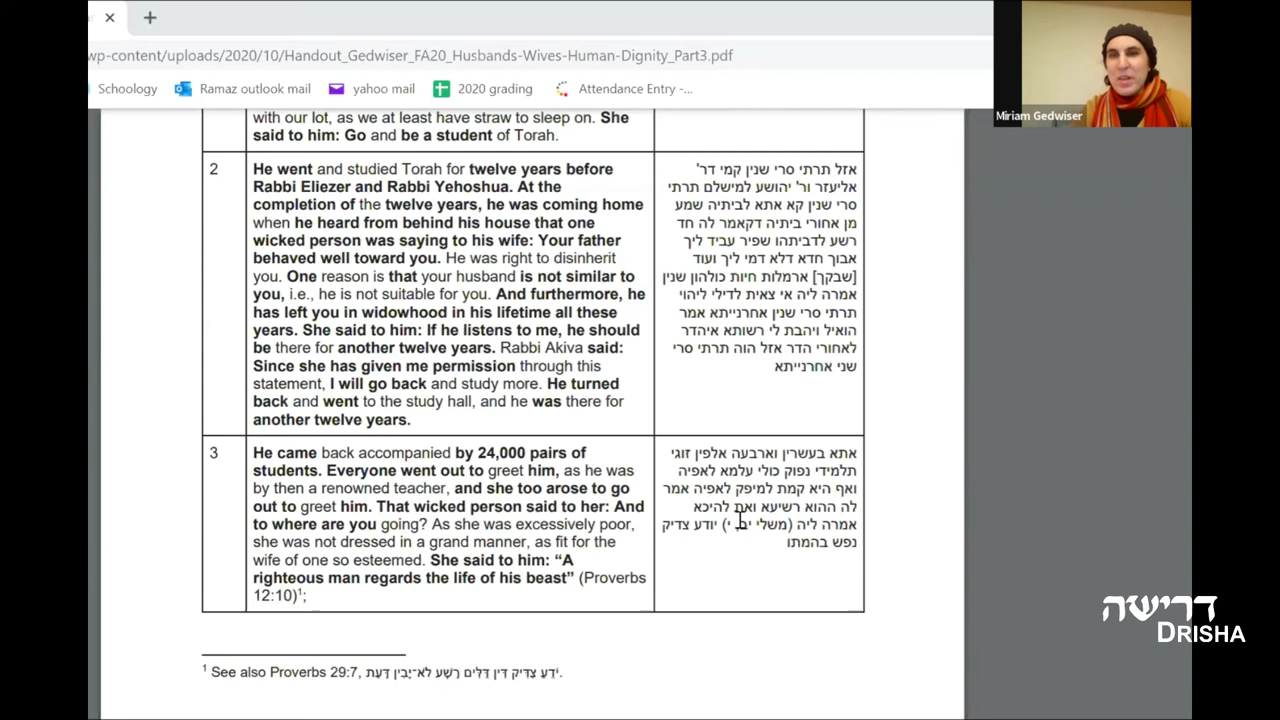 wp-content/uploads/2020/10/Handout_Gedwiser_FA20_Husbands-Wives-Human-Dignity_Part3.pdf
Schoology
Ramaz outlook mail
yahoo mail
2020 grading
Attendance Entry -...
Miriam Gedwiser
with our lot, as we at least have straw to sleep on. She
said to him: Go and be a student of Torah.
2
He went and studied Torah for twelve years before
Rabbi Eliezer and Rabbi Yehoshua. At the
completion of the twelve years, he was coming home
when he heard from behind his house that one
wicked person was saying to his wife: Your father
behaved well toward you. He was right to disinherit
you. One reason is that your husband is not similar to
you, i.e., he is not suitable for you. And furthermore, he
has left you in widowhood in his lifetime all these
years. She said to him: If he listens to me, he should
be there for another twelve years. Rabbi Akiva said:
Since she has given me permission through this
statement, I will go back and study more. He turned
back and went to the study hall, and he was there for
another twelve years.
אזל תרתי סרי שנין קמי דר'
אליעזר ור' יהושע למישלם תרתי
סרי שנין קא אתא לביתיה שמע
מן אחורי ביתיה דקאמר לה חד
רשע לדביתהו שפיר עביד ליך
אבוך חדא דלא דמי ליך ועוד
[שבקך] ארמלות חיות כולהון שנין
אמרה ליה אי צאית לדילי ליהוי
תרתי סרי שנין אחרנייתא אמר
הואיל ויהבת לי רשותא איהדר
לאחורי הדר אזל הוה תרתי סרי
שני אחרנייתא
3
He came back accompanied by 24,000 pairs of
students. Everyone went out to greet him, as he was
by then a renowned teacher, and she too arose to go
out to greet him. That wicked person said to her: And
to where are you going? As she was excessively poor,
she was not dressed in a grand manner, as fit for the
wife of one so esteemed. She said to him: “A
righteous man regards the life of his beast” (Proverbs
12:10)1;
אתא בעשרין וארבעה אלפין זוגי
תלמידי נפוק כולי עלמא לאפיה
ואף היא קמת למיפק לאפיה אמר
לה ההוא רשיעא ואת להיכא
אמרה ליה (משלי יב, י) יודע צדיק
נפש בהמתו
1 See also Proverbs 29:7, יֹדֵעַ צַדִּיק דִּין דַּלִּים רָשָׁע לֹא־יָבִין דָּעַת.
דרישה
DRISHA